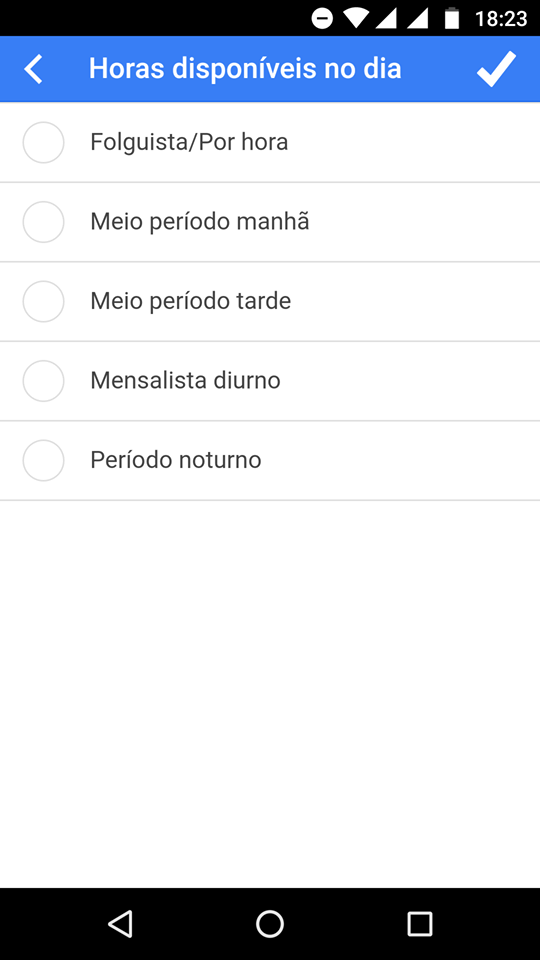 18:23
Horas disponíveis no dia
Folguista/Por hora
Meio período manhã
Meio período tarde
Mensalista diurno
Período noturno